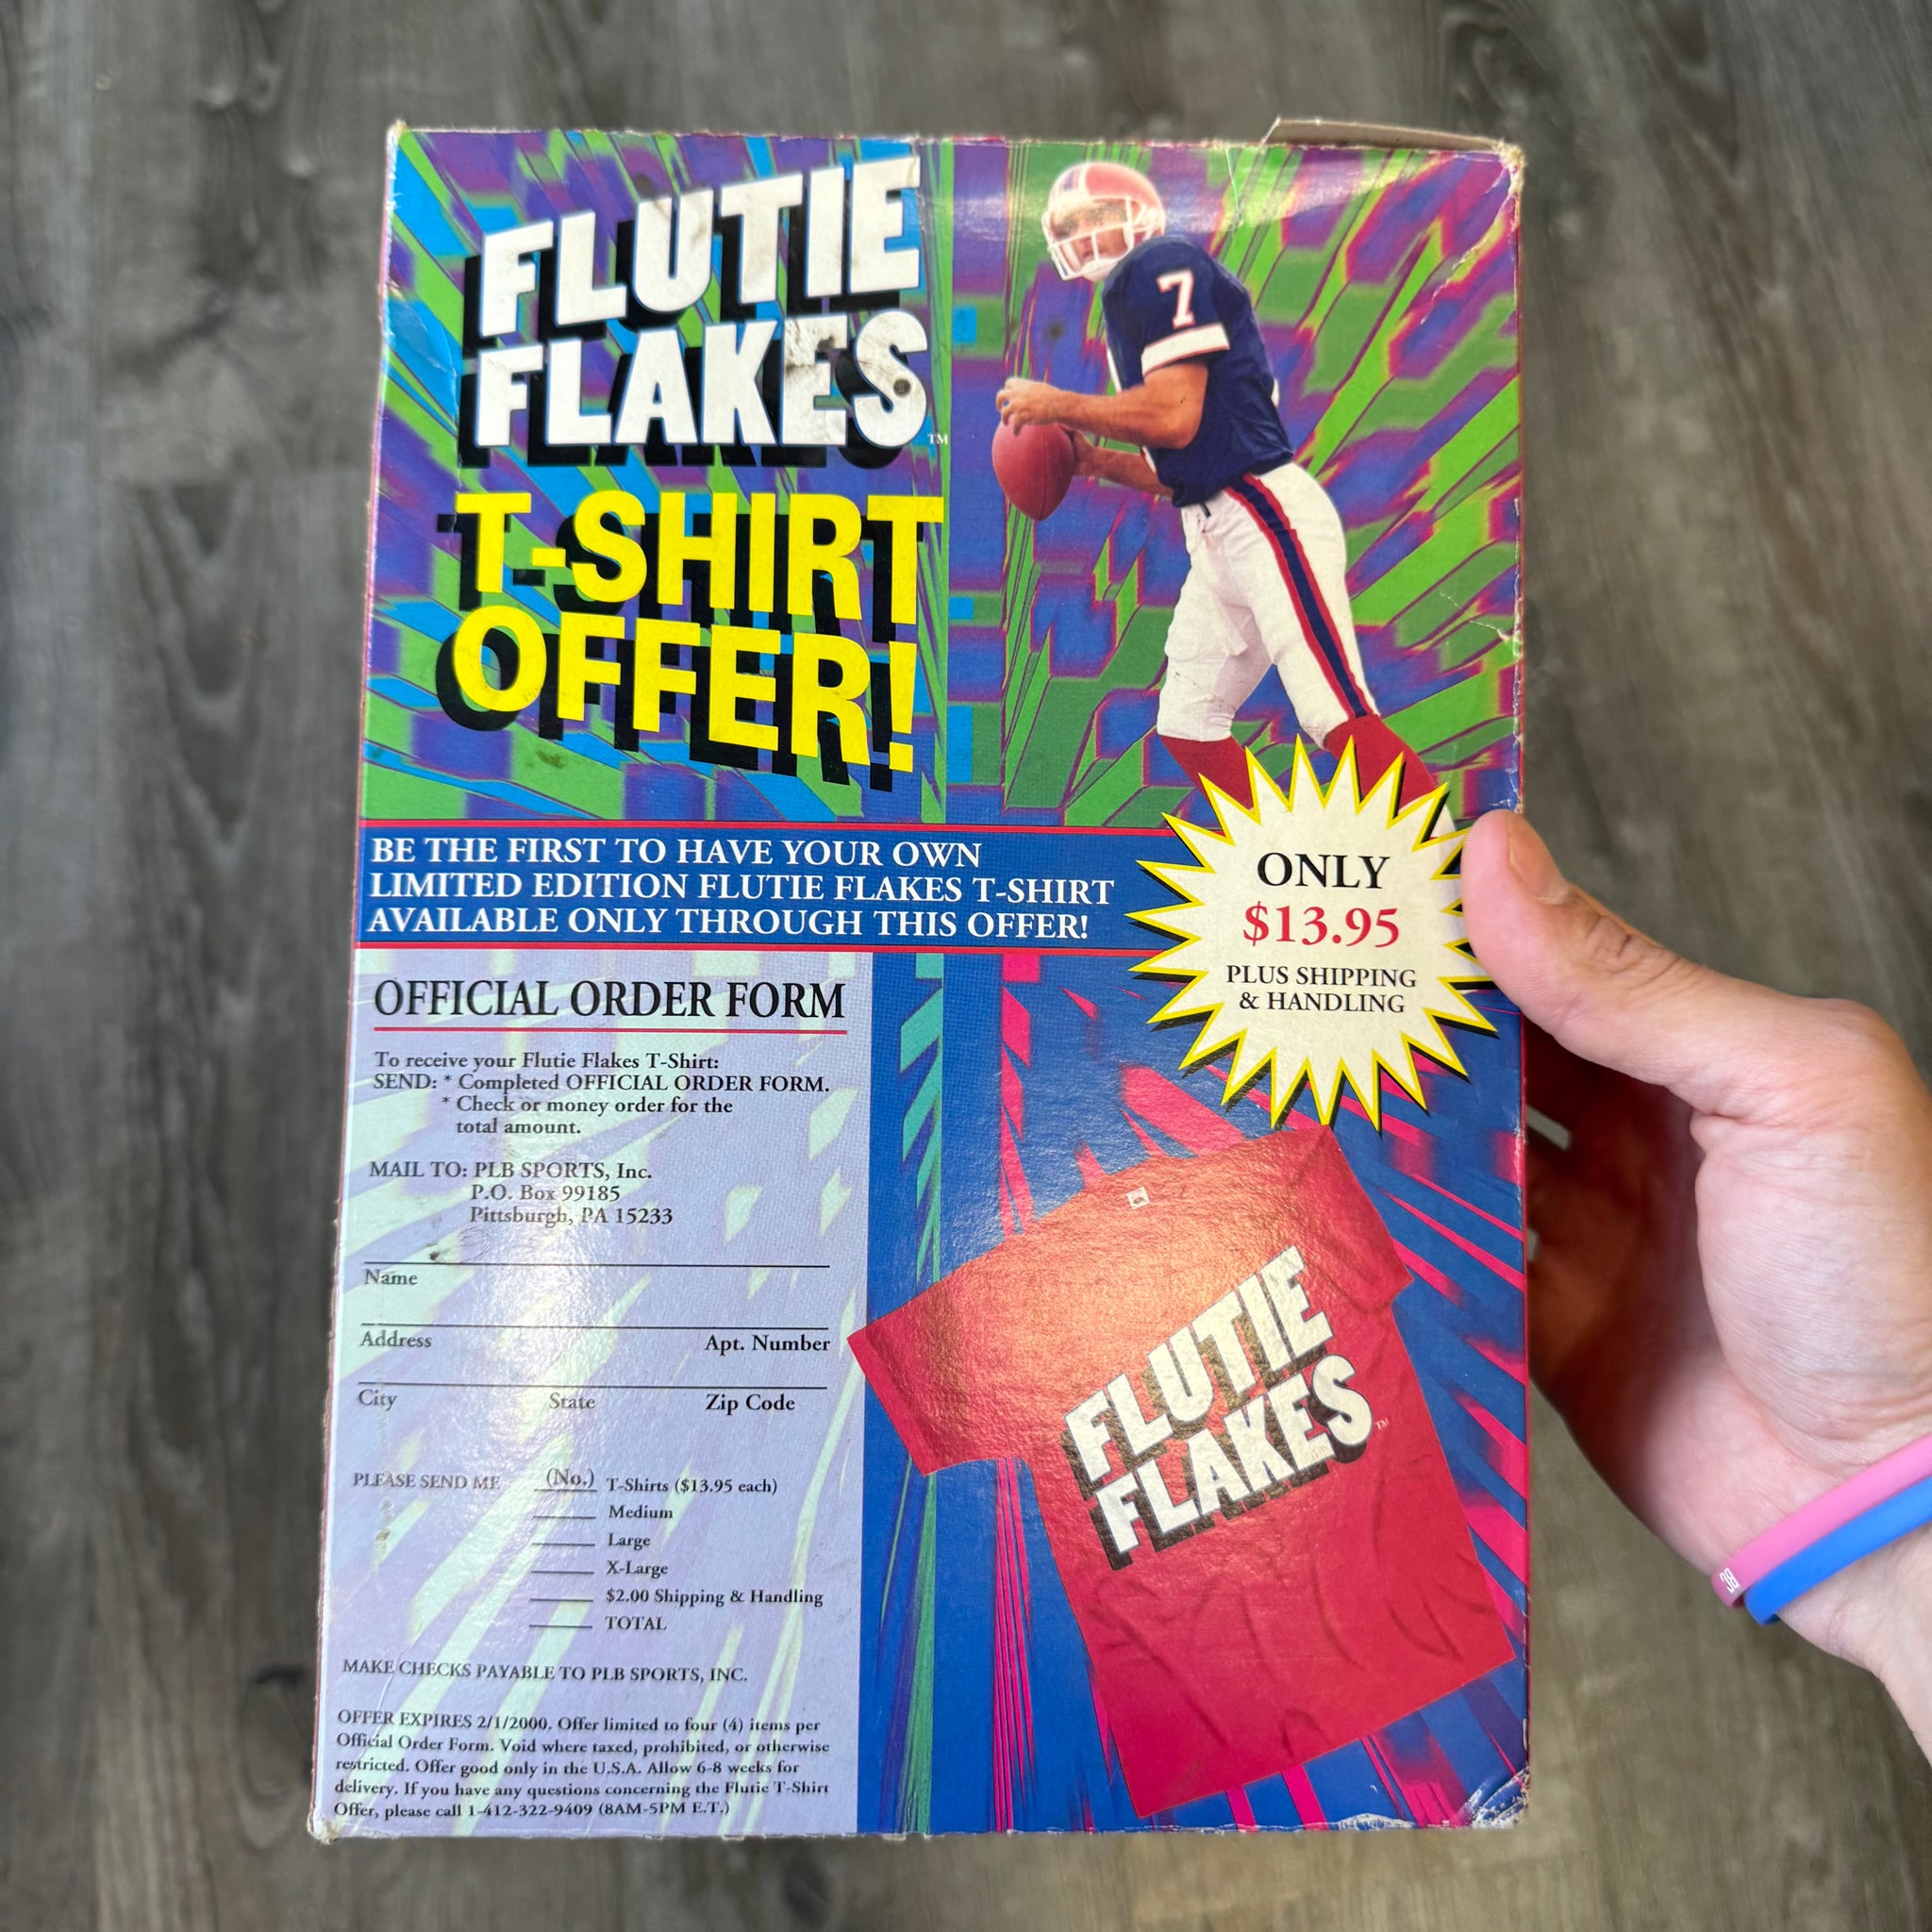 FLUTIE
FLAKES
TM
T-SHIRT
OFFER!
7
BE THE FIRST TO HAVE YOUR OWN
LIMITED EDITION FLUTIE FLAKES T-SHIRT
AVAILABLE ONLY THROUGH THIS OFFER!
ONLY
$13.95
PLUS SHIPPING
& HANDLING
OFFICIAL ORDER FORM
To receive your Flutie Flakes T-Shirt:
SEND: * Completed OFFICIAL ORDER FORM.
* Check or money order for the
total amount.
MAIL TO: PLB SPORTS, Inc.
P.O. Box 99185
Pittsburgh, PA 15233
Name
Address Apt. Number
City State Zip Code
PLEASE SEND ME (No.) T-Shirts ($13.95 each)
Medium
Large
X-Large
$2.00 Shipping & Handling
TOTAL
MAKE CHECKS PAYABLE TO PLB SPORTS, INC.
OFFER EXPIRES 2/1/2000. Offer limited to four (4) items per
Official Order Form. Void where taxed, prohibited, or otherwise
restricted. Offer good only in the U.S.A. Allow 6-8 weeks for
delivery. If you have any questions concerning the Flutie T-Shirt
Offer, please call 1-412-322-9409 (8AM-5PM E.T.)
FLUTIE
FLAKES
TM